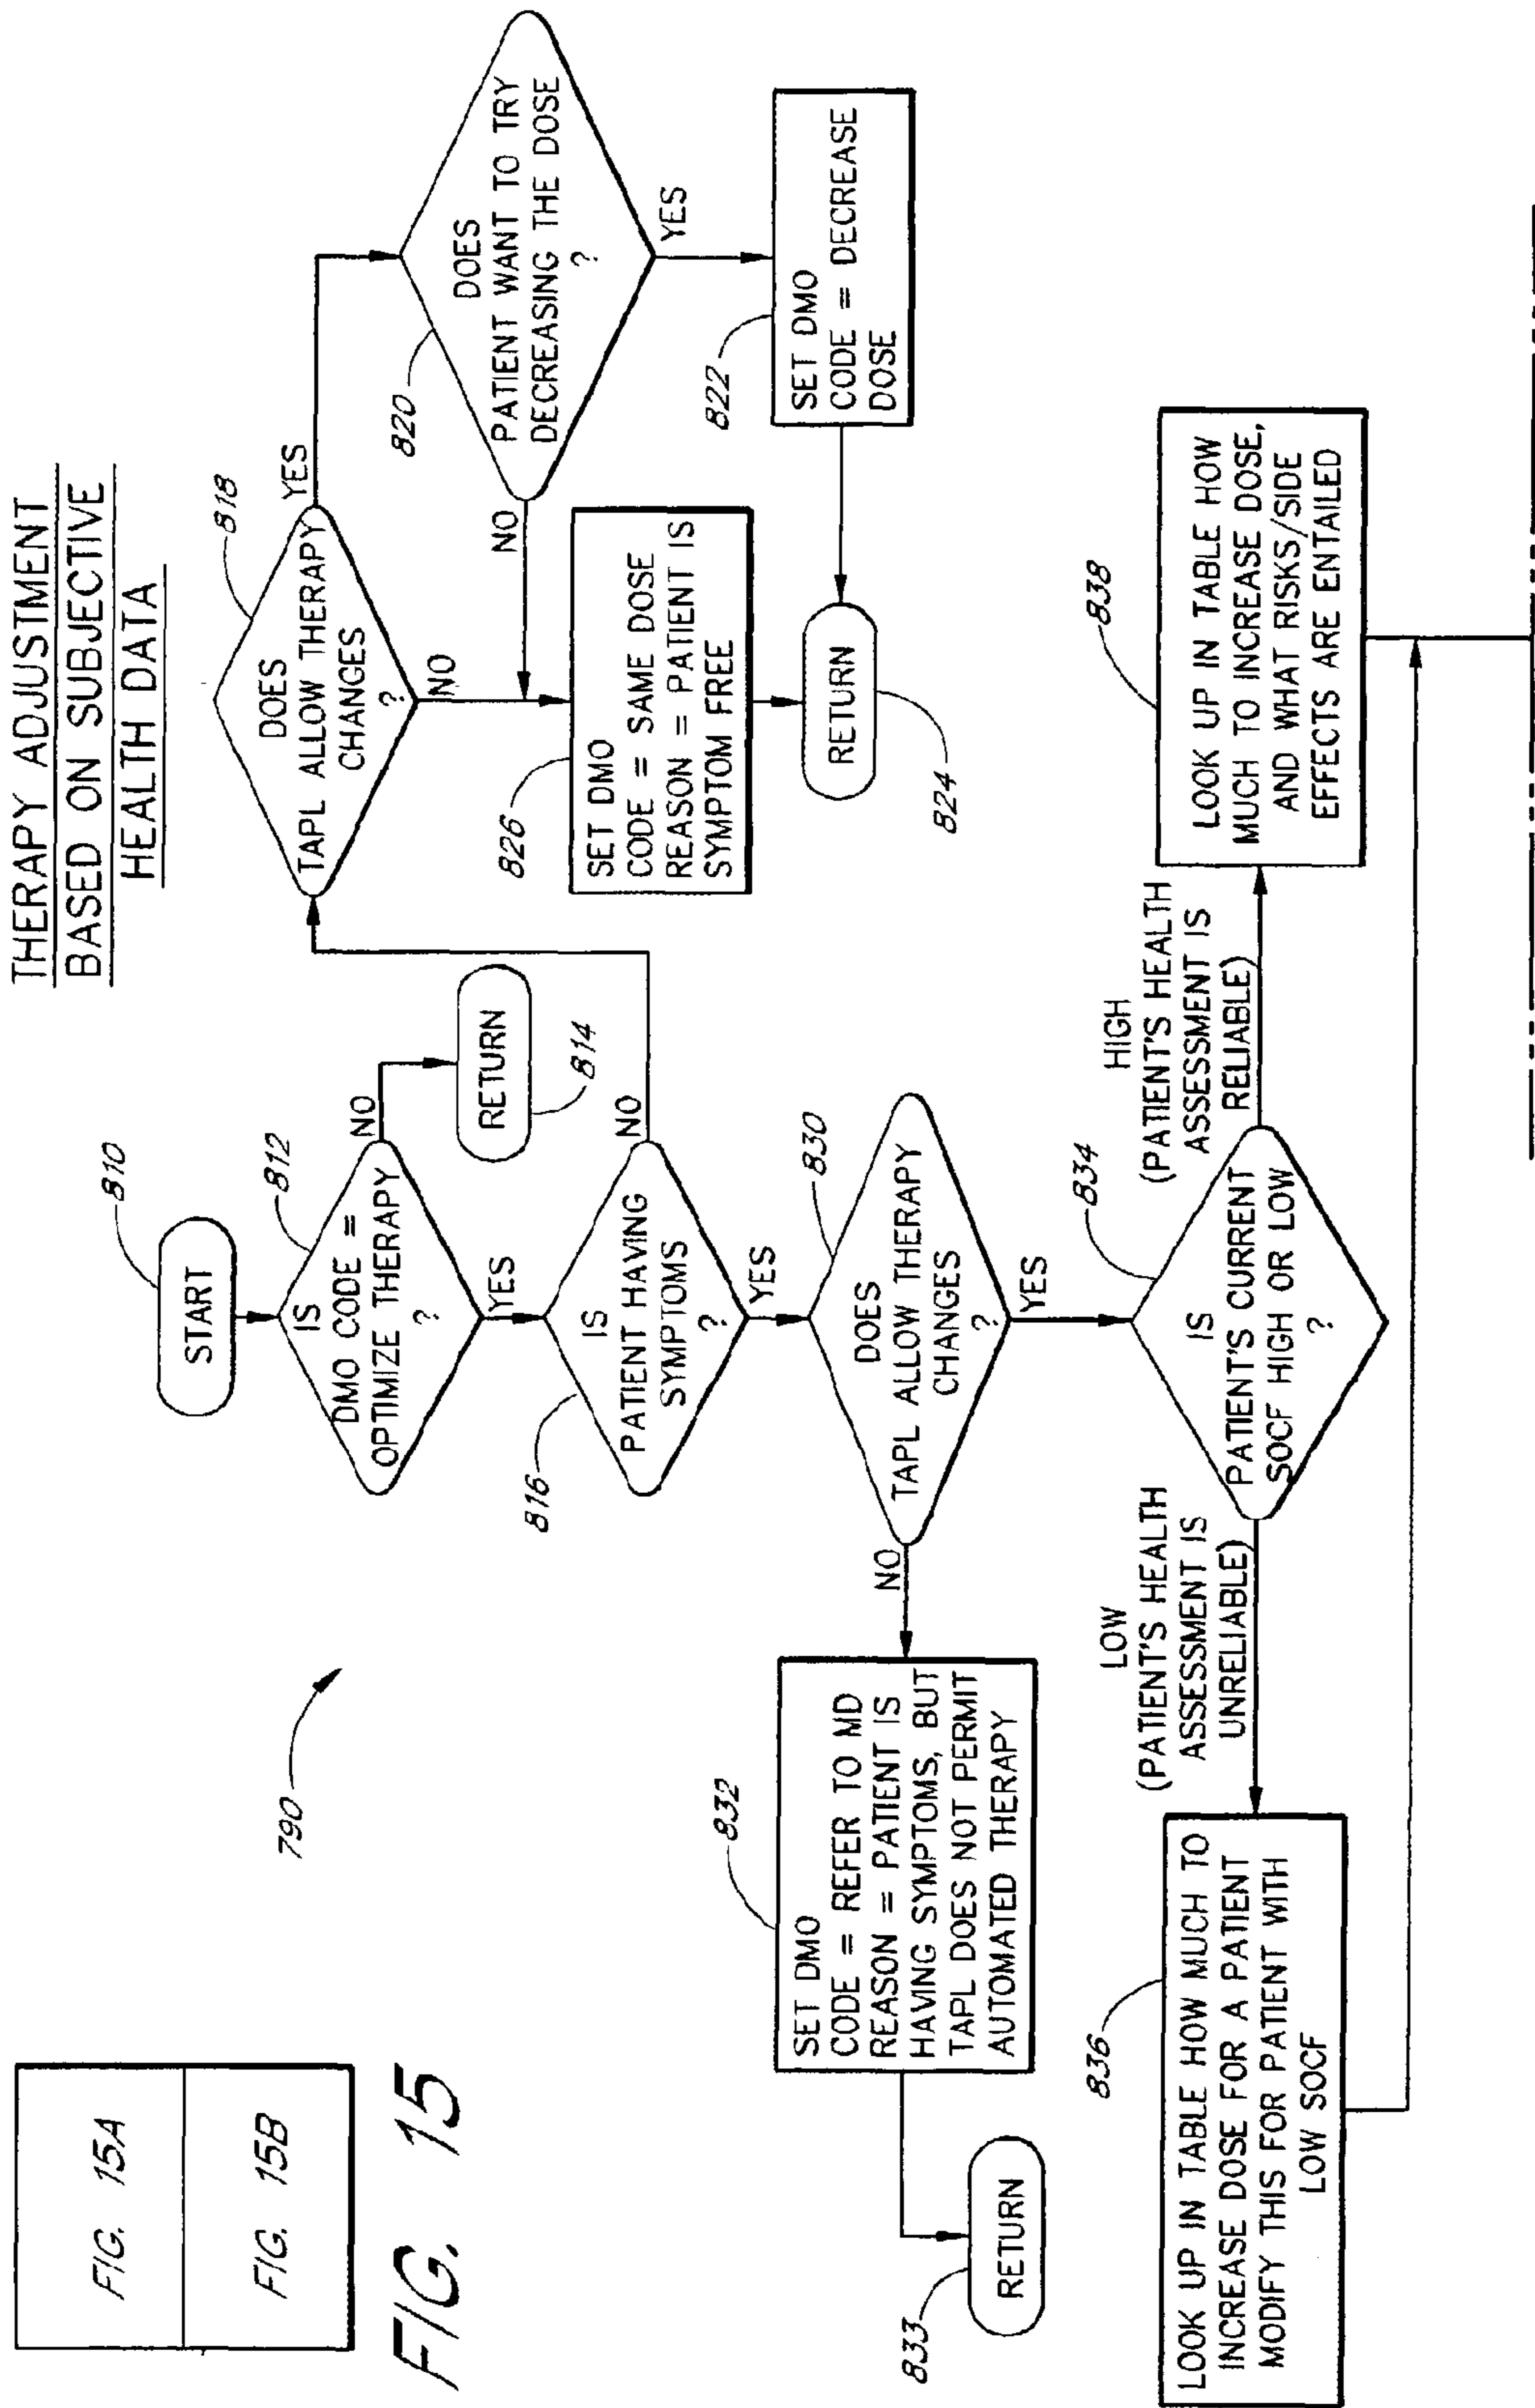 THERAPY ADJUSTMENT
BASED ON SUBJECTIVE
HEALTH DATA
FIG. 15A
FIG. 15B
FIG. 15
790
810
START
812
IS
DMO CODE =
OPTIMIZE THERAPY
?
NO
RETURN
814
YES
816
IS
PATIENT HAVING
SYMPTOMS
?
NO
YES
818
DOES
TAPL ALLOW THERAPY
CHANGES
?
YES
NO
820
DOES
PATIENT WANT TO TRY
DECREASING THE DOSE
?
NO
YES
822
SET DMO
CODE = DECREASE
DOSE
826
SET DMO
CODE = SAME DOSE
REASON = PATIENT IS
SYMPTOM FREE
RETURN
824
830
DOES
TAPL ALLOW THERAPY
CHANGES
?
NO
YES
832
SET DMO
CODE = REFER TO MD
REASON = PATIENT IS
HAVING SYMPTOMS, BUT
TAPL DOES NOT PERMIT
AUTOMATED THERAPY
833
RETURN
834
IS
PATIENT'S CURRENT
SOCF HIGH OR LOW
?
LOW
(PATIENT'S HEALTH
ASSESSMENT IS
UNRELIABLE)
HIGH
(PATIENT'S HEALTH
ASSESSMENT IS
RELIABLE)
836
LOOK UP IN TABLE HOW MUCH TO
INCREASE DOSE FOR A PATIENT
MODIFY THIS FOR PATIENT WITH
LOW SOCF
838
LOOK UP IN TABLE HOW
MUCH TO INCREASE DOSE,
AND WHAT RISKS/SIDE
EFFECTS ARE ENTAILED